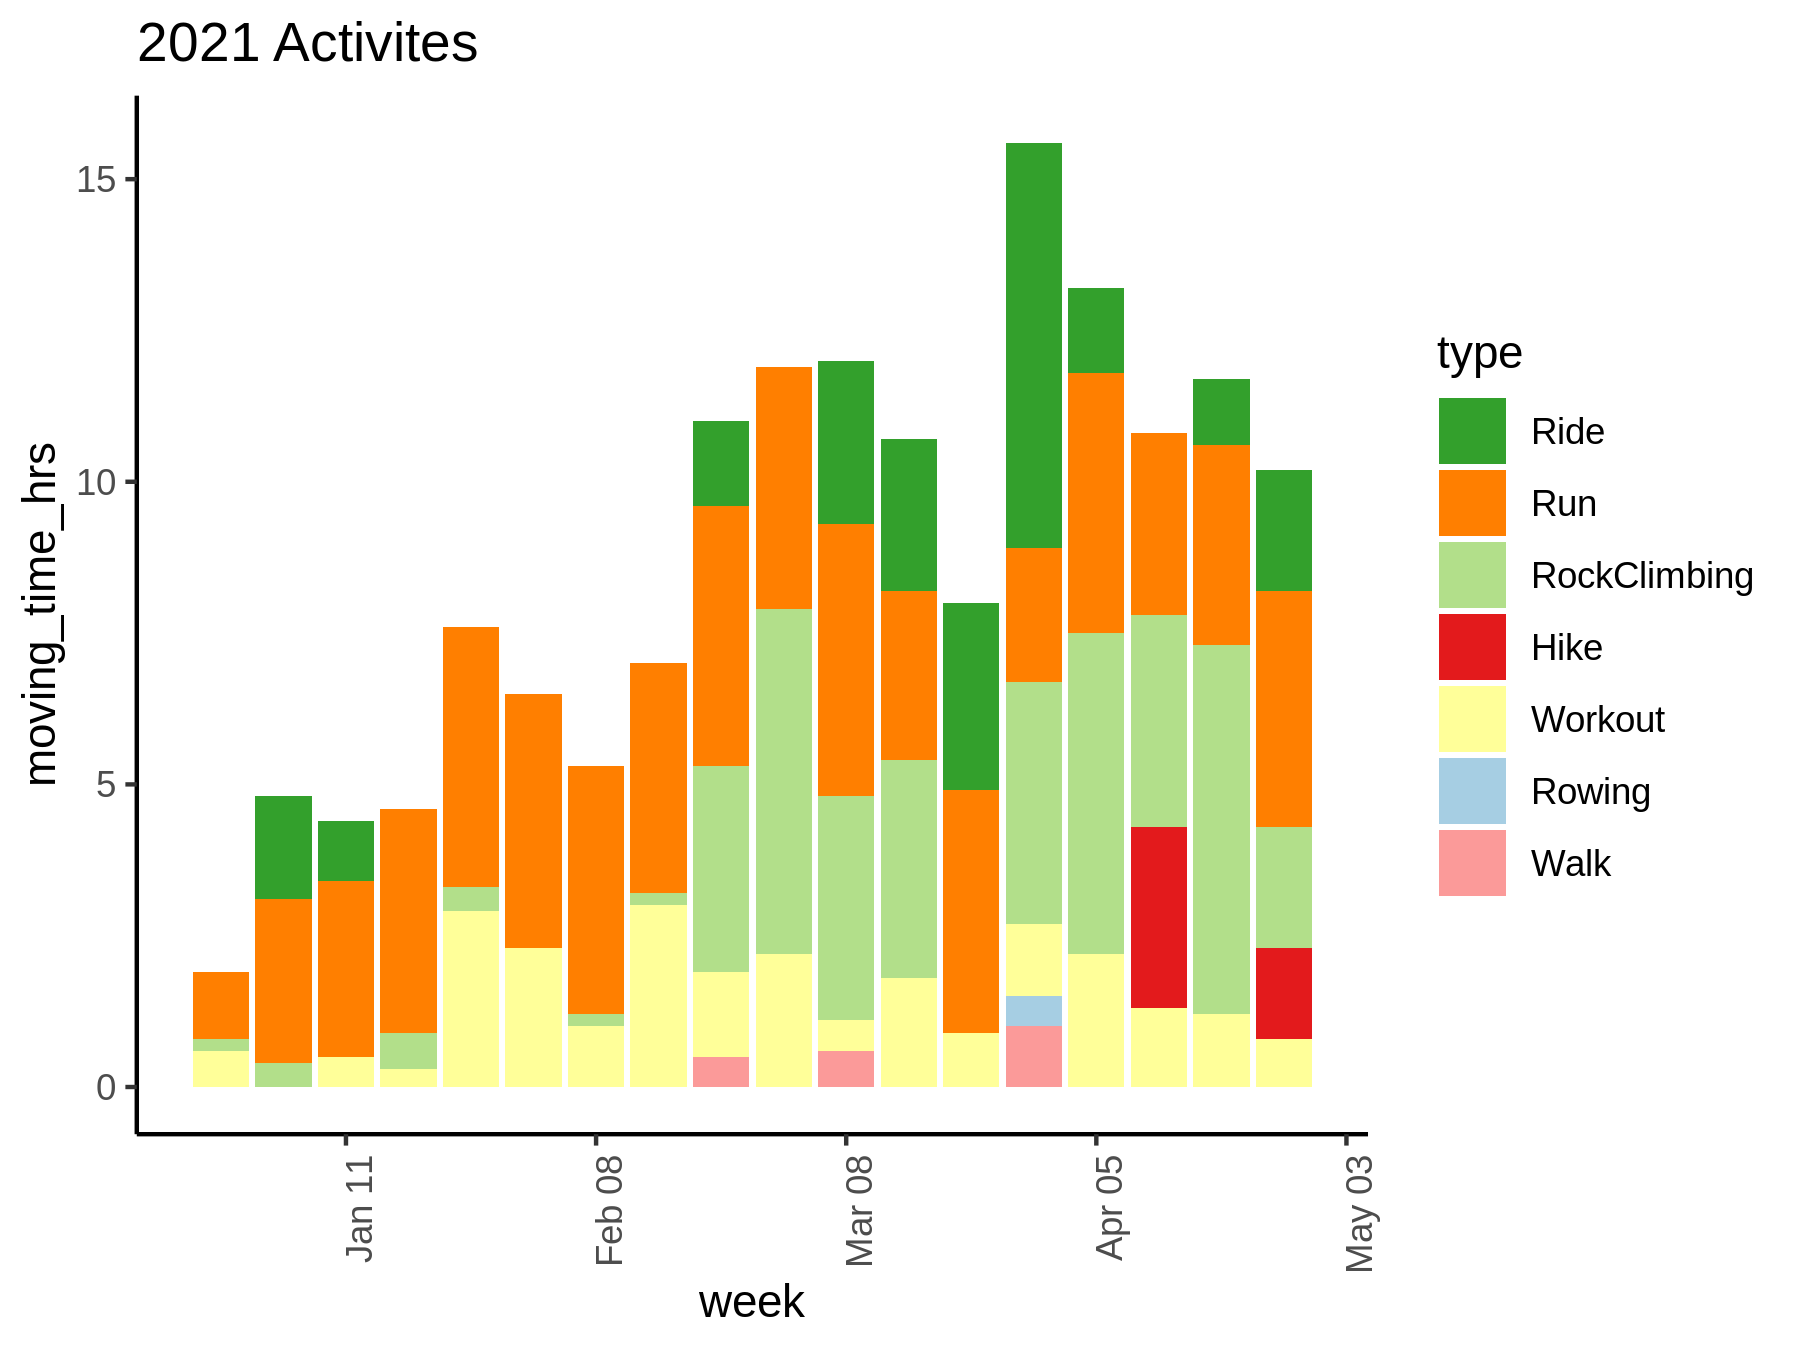 2021 Activites
moving_time_hrs
15
10
5
0
Jan 11
Feb 08
Mar 08
Apr 05
May 03
week
type
Ride
Run
RockClimbing
Hike
Workout
Rowing
Walk